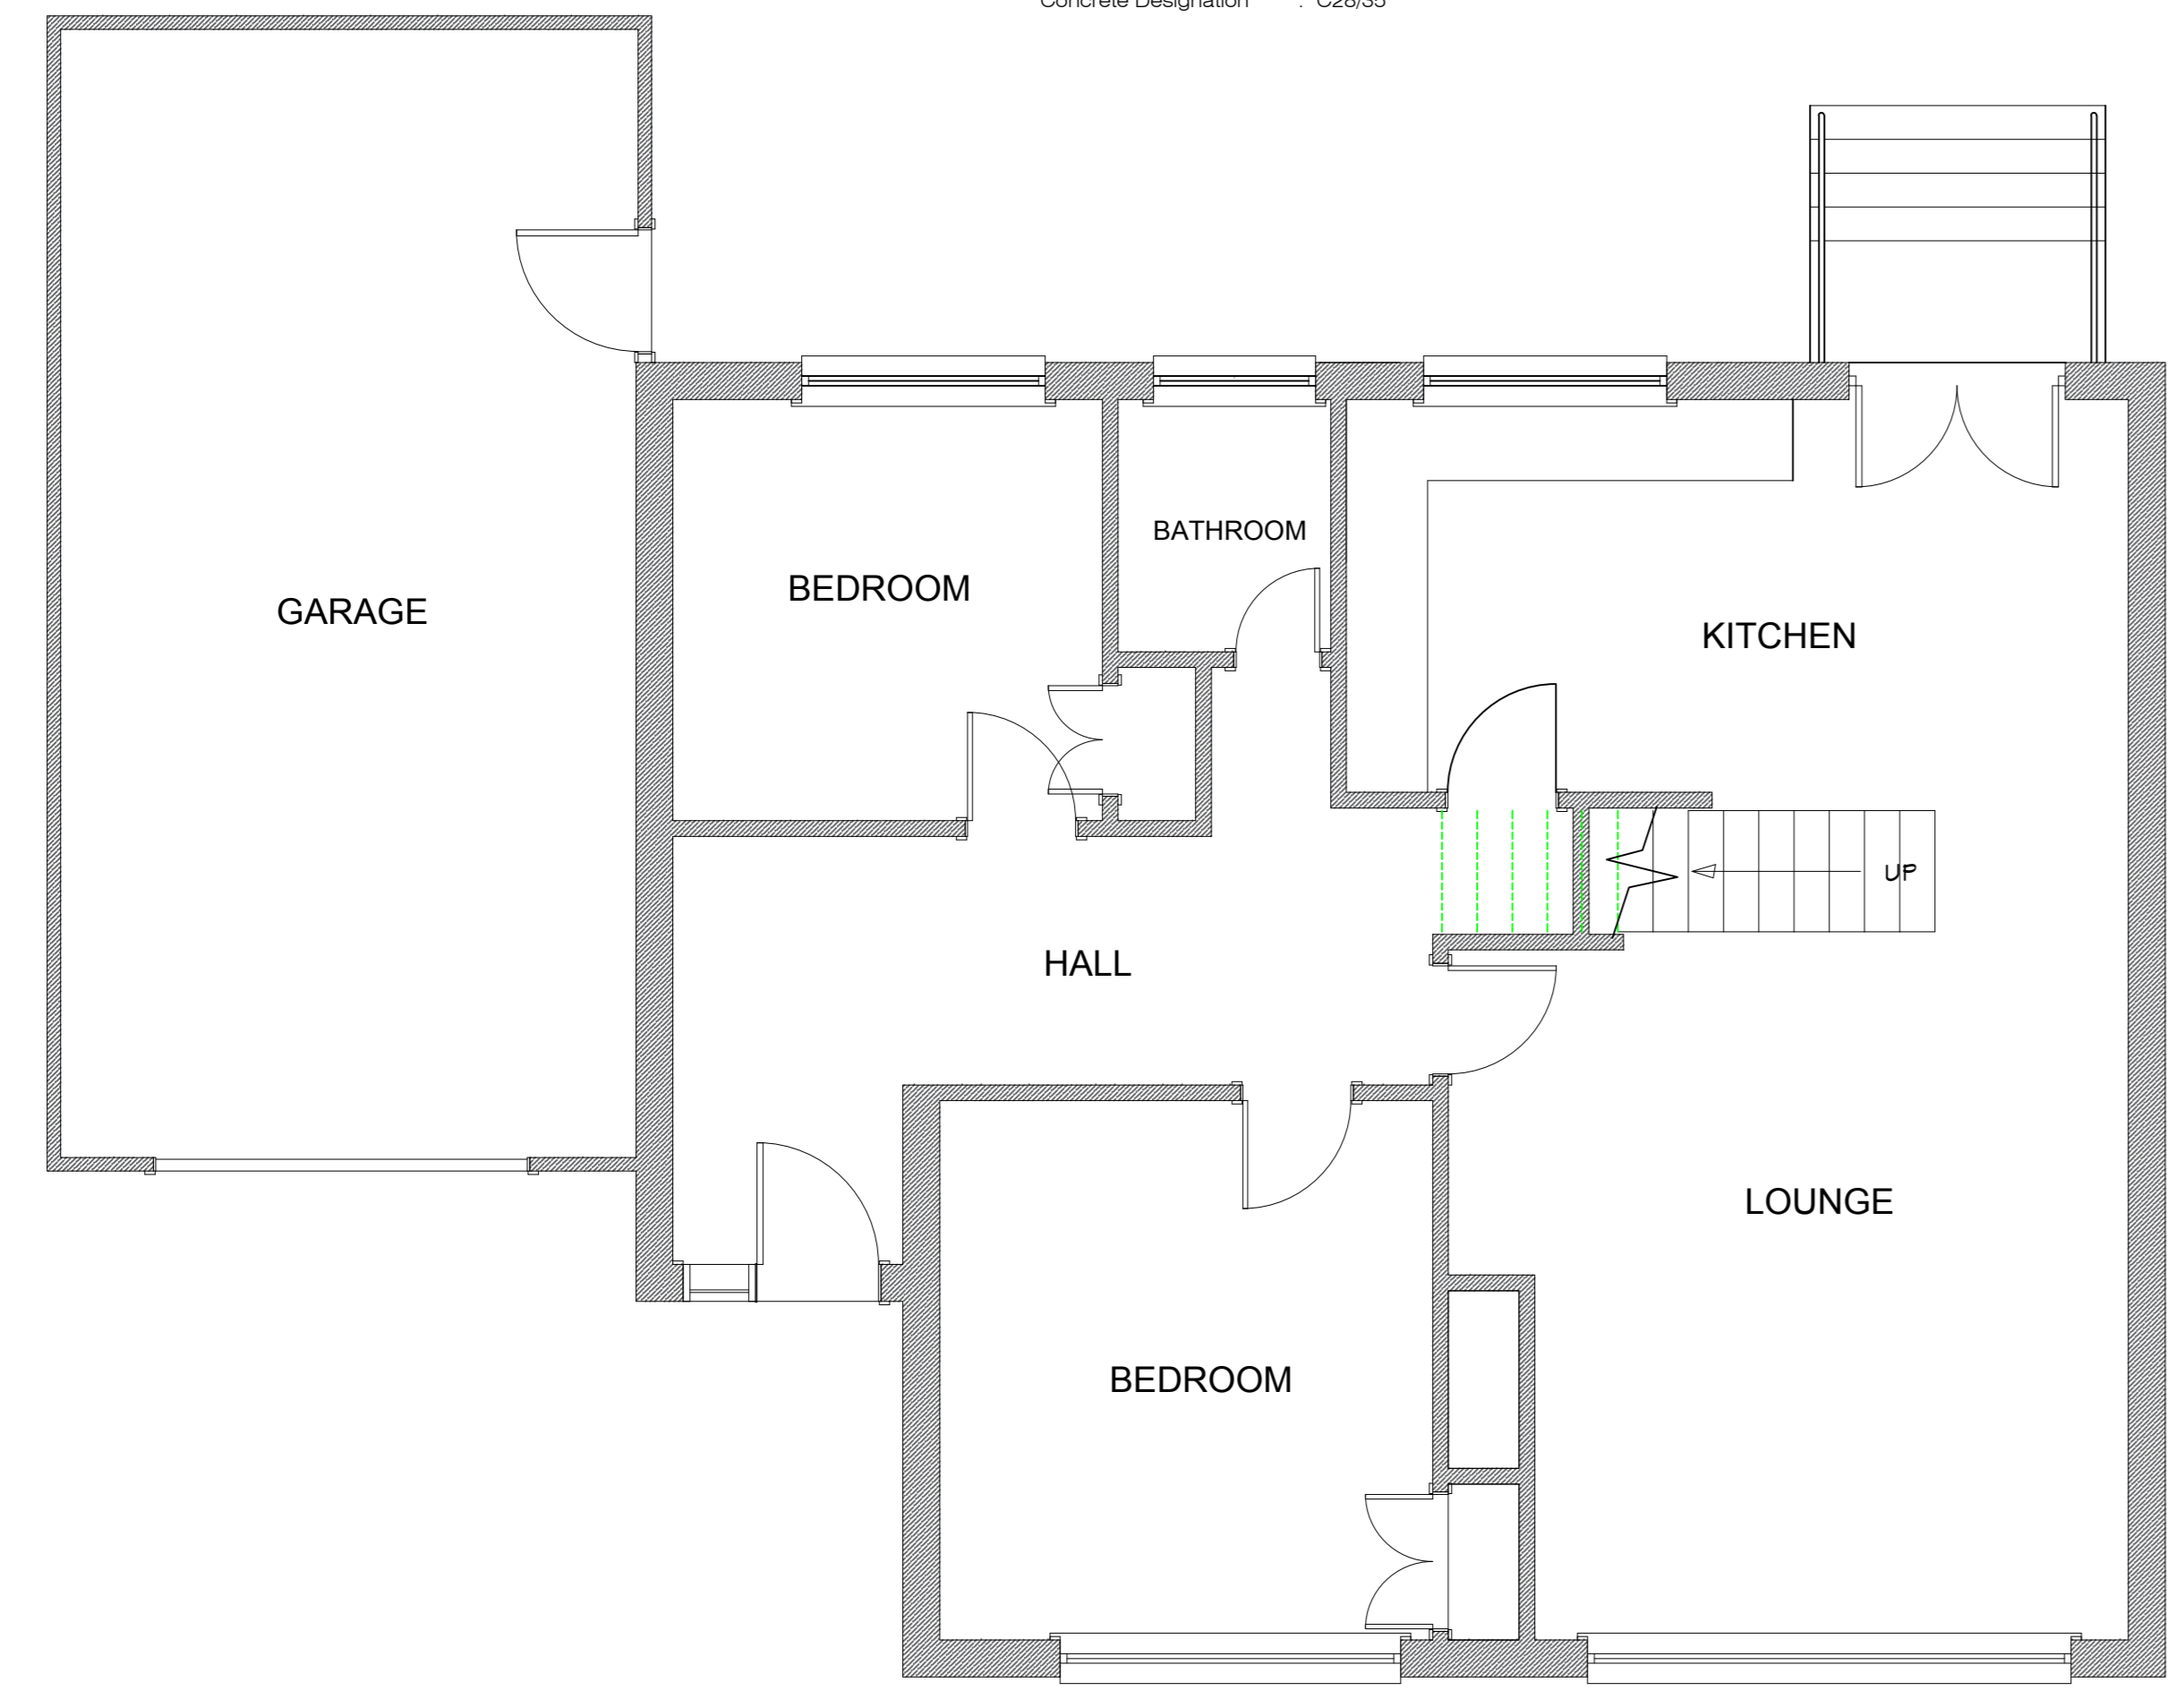 Concrete Designation : C28/35
GARAGE
BEDROOM
BATHROOM
KITCHEN
UP
HALL
LOUNGE
BEDROOM